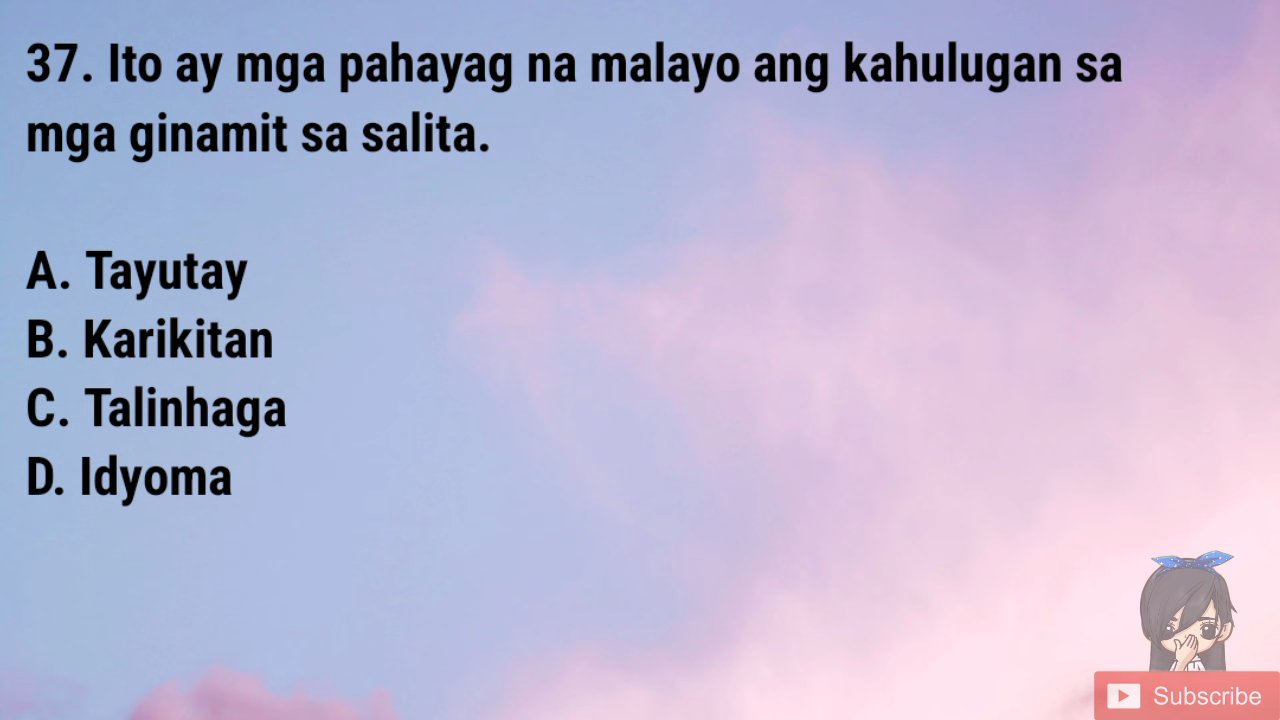 37. Ito ay mga pahayag na malayo ang kahulugan sa
mga ginamit sa salita.
A. Tayutay
B. Karikitan
C. Talinhaga
D. Idyoma
Subscribe